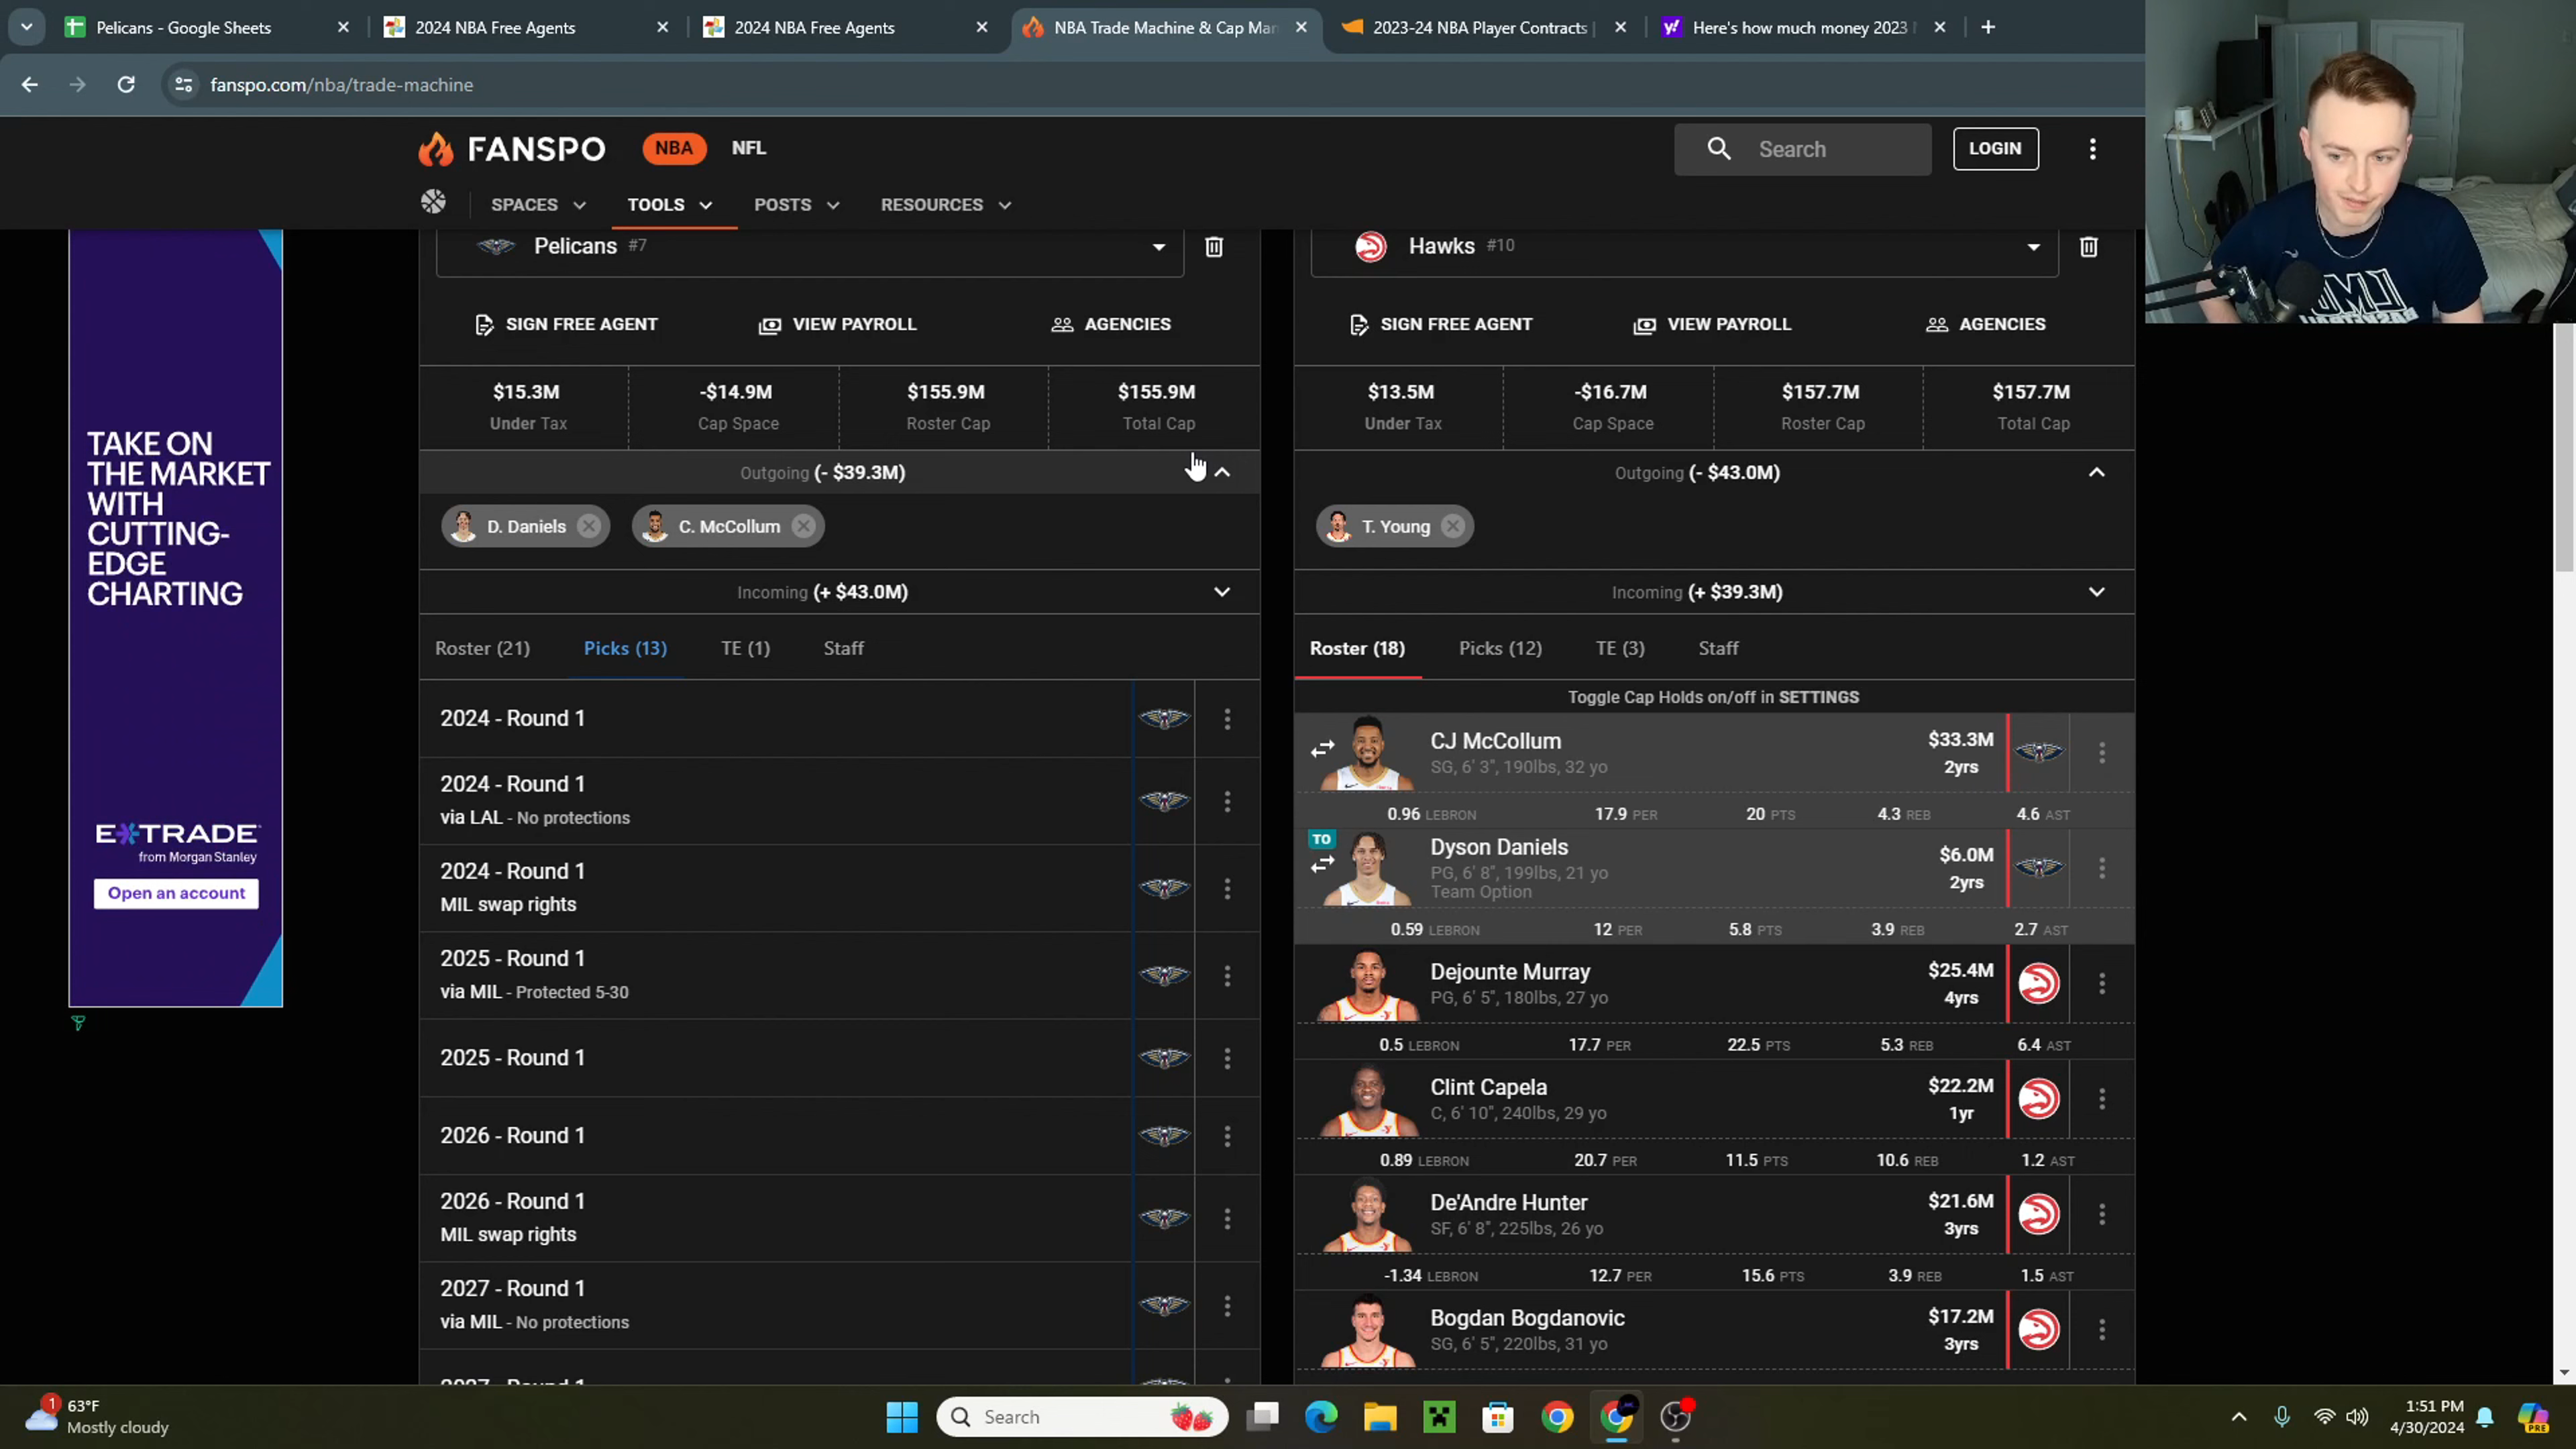 Pelicans - Google Sheets
2024 NBA Free Agents
2024 NBA Free Agents
NBA Trade Machine & Cap Man
2023-24 NBA Player Contracts |
Here's how much money 2023
fanspo.com/nba/trade-machine
FANSPO NBA NFL
Search
LOGIN
SPACES TOOLS POSTS RESOURCES
TAKE ON
THE MARKET
WITH
CUTTING-
EDGE
CHARTING
E*TRADE
from Morgan Stanley
Open an account
Pelicans #7
SIGN FREE AGENT VIEW PAYROLL AGENCIES
$15.3M -$14.9M $155.9M $155.9M
Under Tax Cap Space Roster Cap Total Cap
Outgoing (- $39.3M)
D. Daniels C. McCollum
Incoming (+ $43.0M)
Roster (21) Picks (13) TE (1) Staff
2024 - Round 1
2024 - Round 1
via LAL - No protections
2024 - Round 1
MIL swap rights
2025 - Round 1
via MIL - Protected 5-30
2025 - Round 1
2026 - Round 1
2026 - Round 1
MIL swap rights
2027 - Round 1
via MIL - No protections
2027 - Round 1
Hawks #10
SIGN FREE AGENT VIEW PAYROLL AGENCIES
$13.5M -$16.7M $157.7M $157.7M
Under Tax Cap Space Roster Cap Total Cap
Outgoing (- $43.0M)
T. Young
Incoming (+ $39.3M)
Roster (18) Picks (12) TE (3) Staff
Toggle Cap Holds on/off in SETTINGS
CJ McCollum $33.3M
SG, 6' 3", 190lbs, 32 yo 2yrs
0.96 LEBRON 17.9 PER 20 PTS 4.3 REB 4.6 AST
TO
Dyson Daniels $6.0M
PG, 6' 8", 199lbs, 21 yo 2yrs
Team Option
0.59 LEBRON 12 PER 5.8 PTS 3.9 REB 2.7 AST
Dejounte Murray $25.4M
PG, 6' 5", 180lbs, 27 yo 4yrs
0.5 LEBRON 17.7 PER 22.5 PTS 5.3 REB 6.4 AST
Clint Capela $22.2M
C, 6' 10", 240lbs, 29 yo 1yr
0.89 LEBRON 20.7 PER 11.5 PTS 10.6 REB 1.2 AST
De'Andre Hunter $21.6M
SF, 6' 8", 225lbs, 26 yo 3yrs
-1.34 LEBRON 12.7 PER 15.6 PTS 3.9 REB 1.5 AST
Bogdan Bogdanovic $17.2M
SG, 6' 5", 220lbs, 31 yo 3yrs
1
63°F
Mostly cloudy
Search
1:51 PM
4/30/2024
PRE